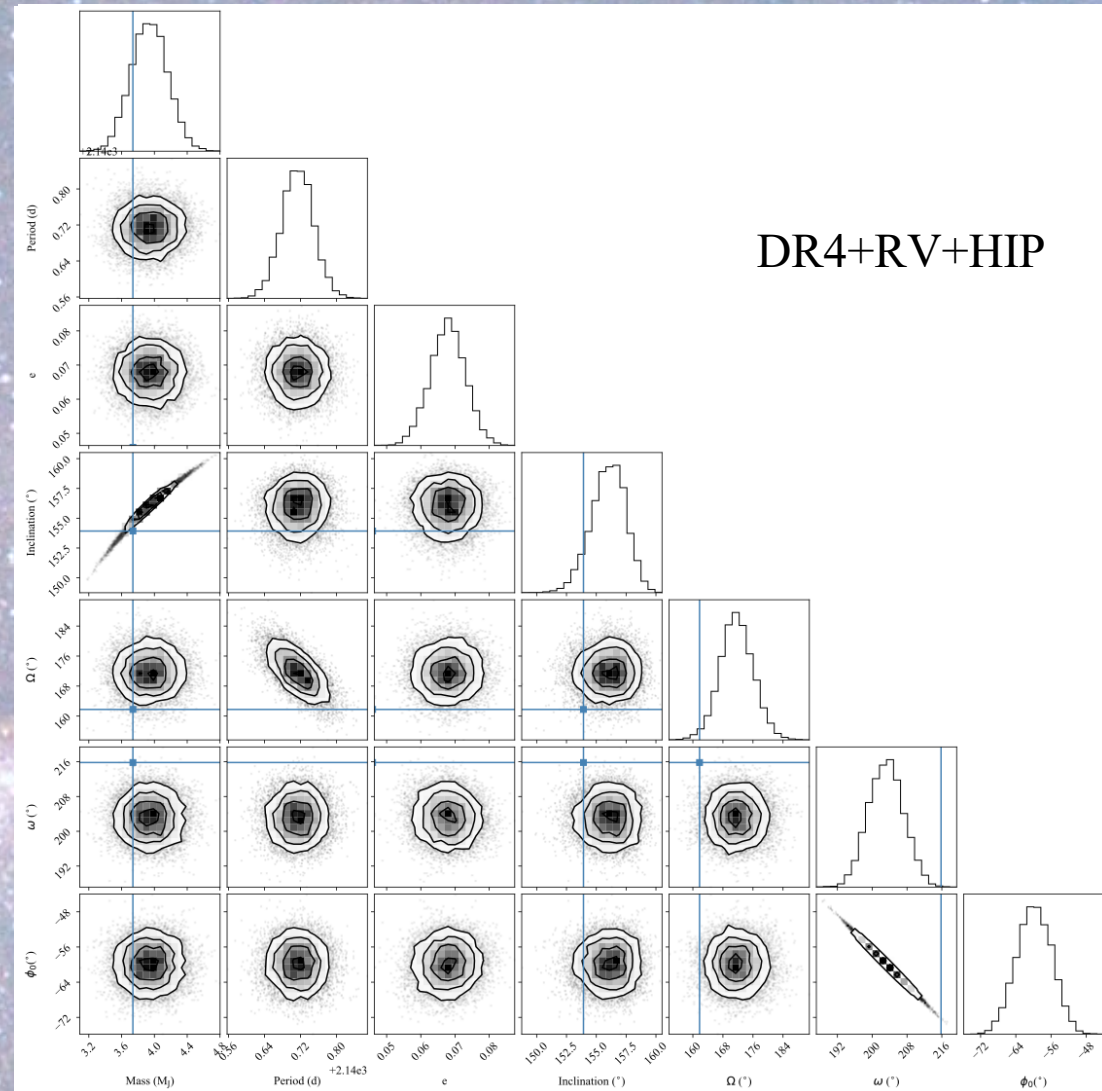 +2.14e3
0.80
0.72
0.64
0.56
Period (d)
DR4+RV+HIP
0.08
0.07
0.06
0.05
e
160.0
157.5
155.0
152.5
150.0
Inclination (°)
184
176
168
160
Ω (°)
216
208
200
192
ω (°)
−48
−56
−64
−72
ϕ₀(°)
3.2 3.6 4.0 4.4 4.8 0.56 0.64 0.72 0.80 0.05 0.06 0.07 0.08 150.0 152.5 155.0 157.5 160.0 160 168 176 184 192 200 208 216 −72 −64 −56 −48
+2.14e3
Mass (MJ) Period (d) e Inclination (°) Ω (°) ω (°) ϕ₀(°)